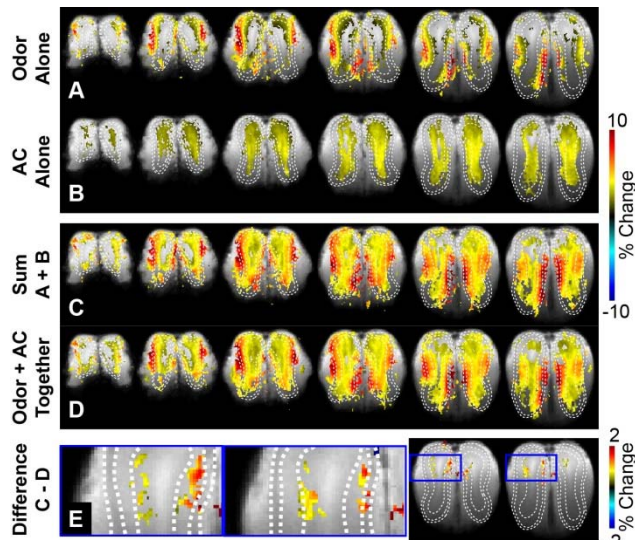 Odor
Alone
A
AC
Alone
B
Sum
A + B
C
Odor + AC
Together
D
Difference
C - D
E
10
% Change
-10
2
% Change